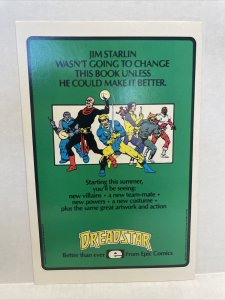 JIM STARLIN
WASN'T GOING TO CHANGE
THIS BOOK UNLESS
HE COULD MAKE IT BETTER.
Starting this summer,
you'll be seeing:
new villains • a new team-mate •
new powers • a new costume •
plus the same great artwork and action
DREADSTAR
Better than ever e From Epic Comics